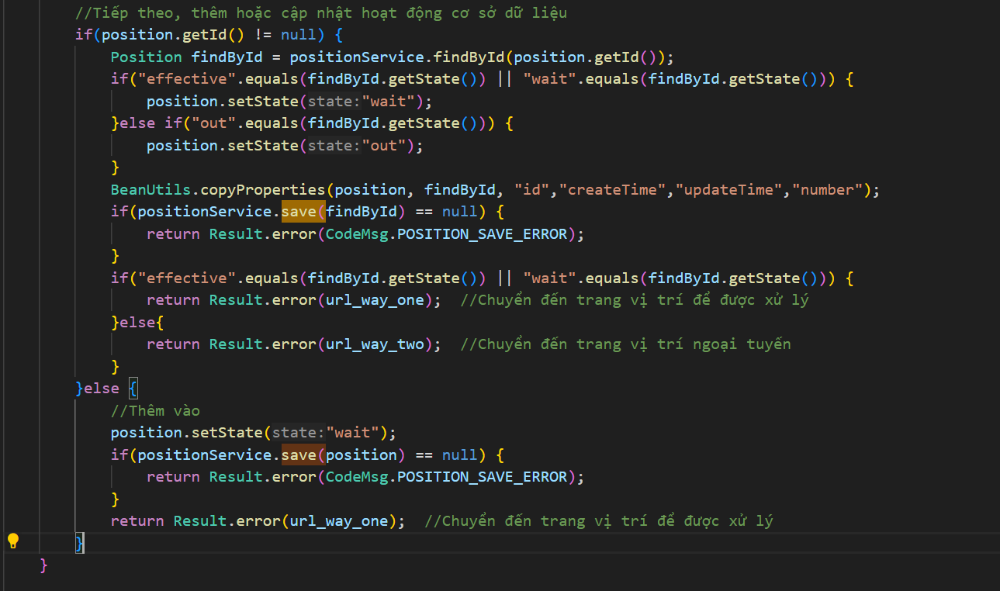 //Tiếp theo, thêm hoặc cập nhật hoạt động cơ sở dữ liệu
if(position.getId() != null) {
Position findById = positionService.findById(position.getId());
if("effective".equals(findById.getState()) || "wait".equals(findById.getState())) {
position.setState(state:"wait");
}else if("out".equals(findById.getState())) {
position.setState(state:"out");
}
BeanUtils.copyProperties(position, findById, "id","createTime","updateTime","number");
if(positionService.save(findById) == null) {
return Result.error(CodeMsg.POSITION_SAVE_ERROR);
}
if("effective".equals(findById.getState()) || "wait".equals(findById.getState())) {
return Result.error(url_way_one);  //Chuyển đến trang vị trí để được xử lý
}else{
return Result.error(url_way_two);  //Chuyển đến trang vị trí ngoại tuyến
}
}else {
//Thêm vào
position.setState(state:"wait");
if(positionService.save(position) == null) {
return Result.error(CodeMsg.POSITION_SAVE_ERROR);
}
return Result.error(url_way_one);  //Chuyển đến trang vị trí để được xử lý
}
}